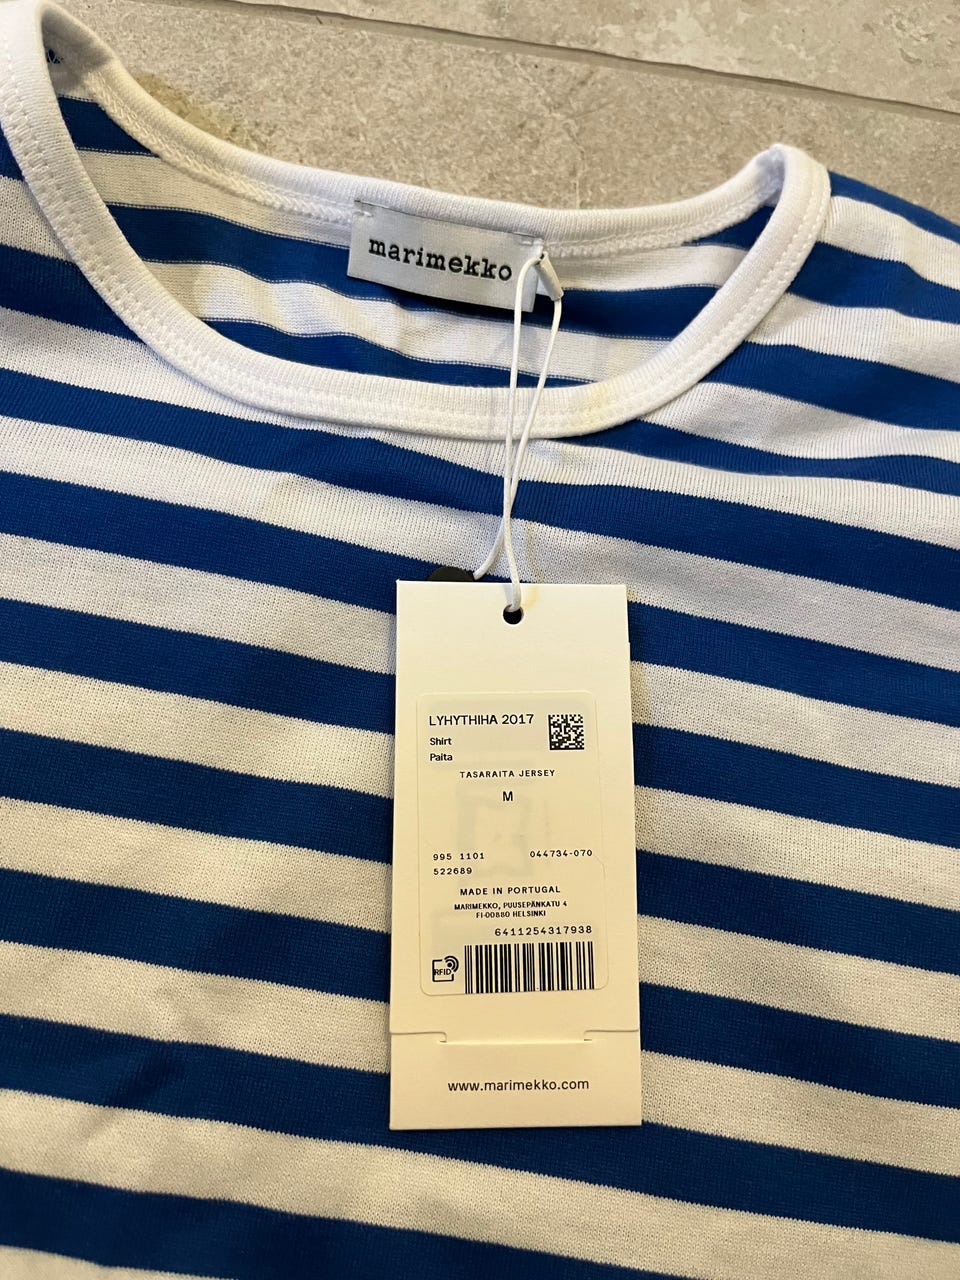 marimekko
LYHYTHIHA 2017
Shirt
Paita
TASARAITA JERSEY
M
995 1101 044734-070
522689
MADE IN PORTUGAL
MARIMEKKO, PUUSEPÄNKATU 4
FI-00880 HELSINKI
6411254317938
RFID
www.marimekko.com